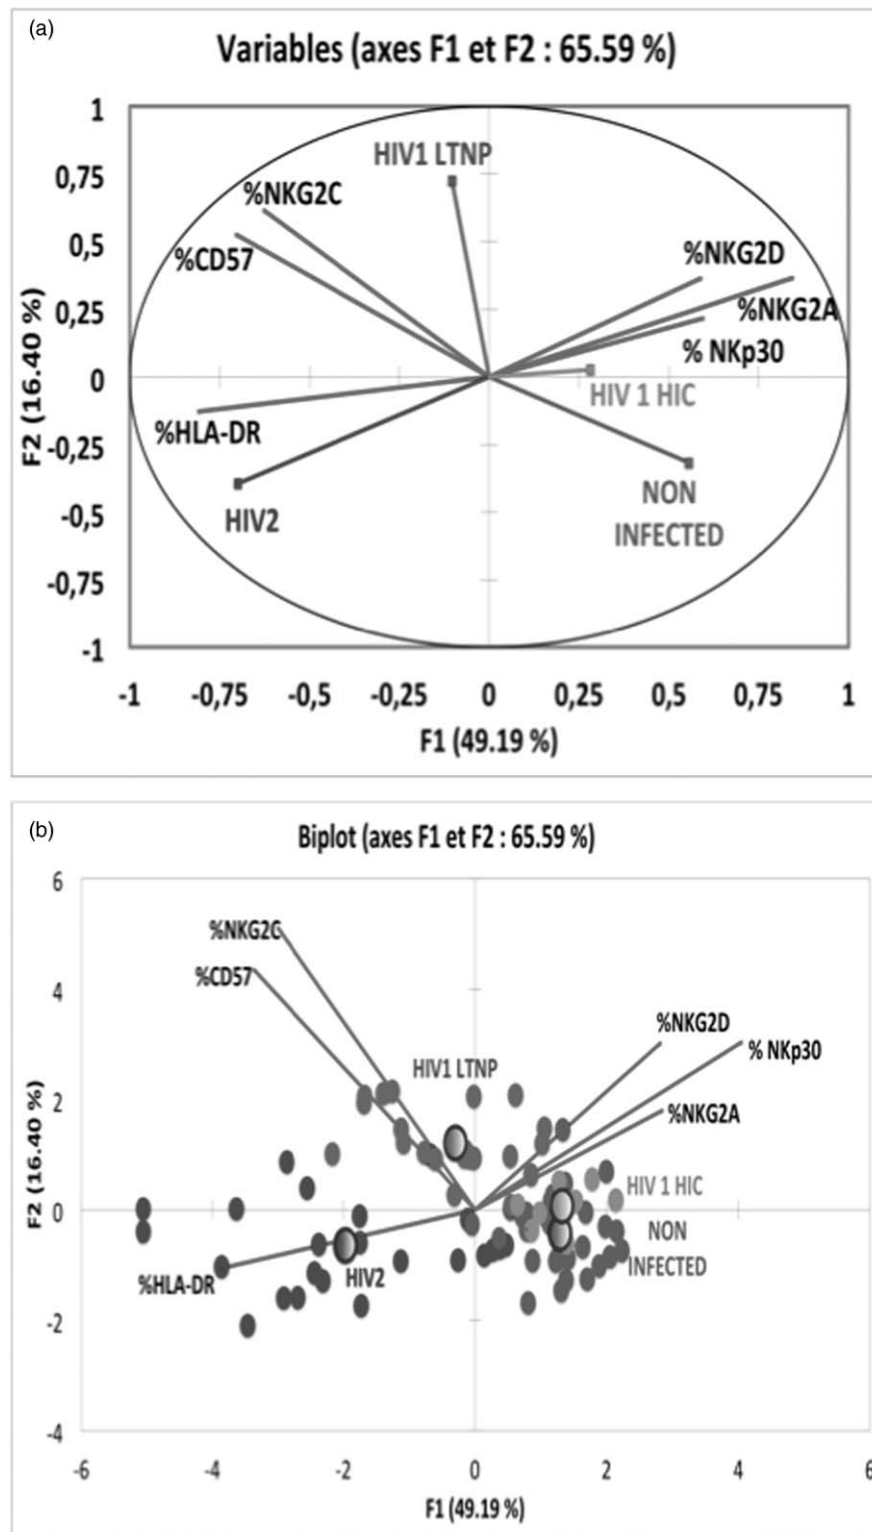 (a)
Variables (axes F1 et F2 : 65.59 %)
1
0,75
0,5
0,25
0
-0,25
-0,5
-0,75
-1
F2 (16.40 %)
HIV1 LTNP
%NKG2C
%CD57
%NKG2D
%NKG2A
% NKp30
HIV 1 HIC
%HLA-DR
HIV2
NON
INFECTED
-1 -0,75 -0,5 -0,25 0 0,25 0,5 0,75 1
F1 (49.19 %)
(b)
Biplot (axes F1 et F2 : 65.59 %)
6
4
2
0
-2
-4
F2 (16.40 %)
%NKG2C
%CD57
%NKG2D
% NKp30
HIV1 LTNP
%NKG2A
HIV 1 HIC
NON
INFECTED
%HLA-DR
HIV2
-6 -4 -2 0 2 4 6
F1 (49.19 %)